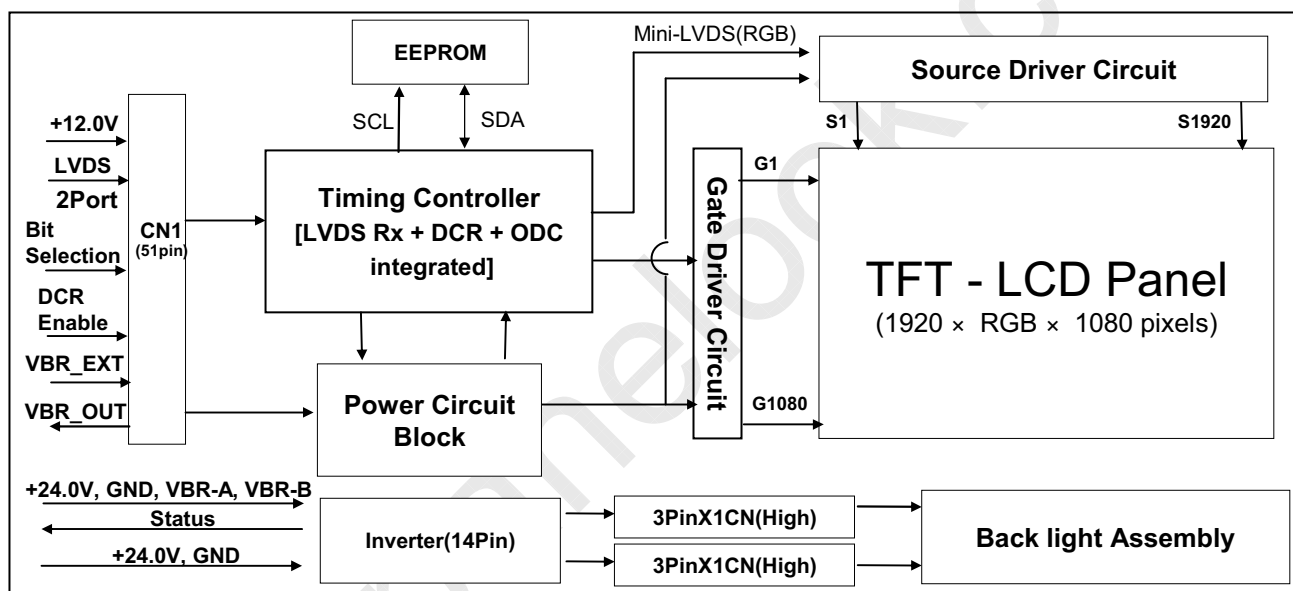 EEPROM
Mini-LVDS(RGB)
Source Driver Circuit
SCL
SDA
S1
S1920
+12.0V
LVDS
2Port
Bit
Selection
DCR
Enable
VBR_EXT
VBR_OUT
CN1
(51pin)
Timing Controller
[LVDS Rx + DCR + ODC
integrated]
Power Circuit
Block
Gate Driver Circuit
G1
G1080
TFT - LCD Panel
(1920 × RGB × 1080 pixels)
+24.0V, GND, VBR-A, VBR-B
Status
+24.0V, GND
Inverter(14Pin)
3PinX1CN(High)
3PinX1CN(High)
Back light Assembly